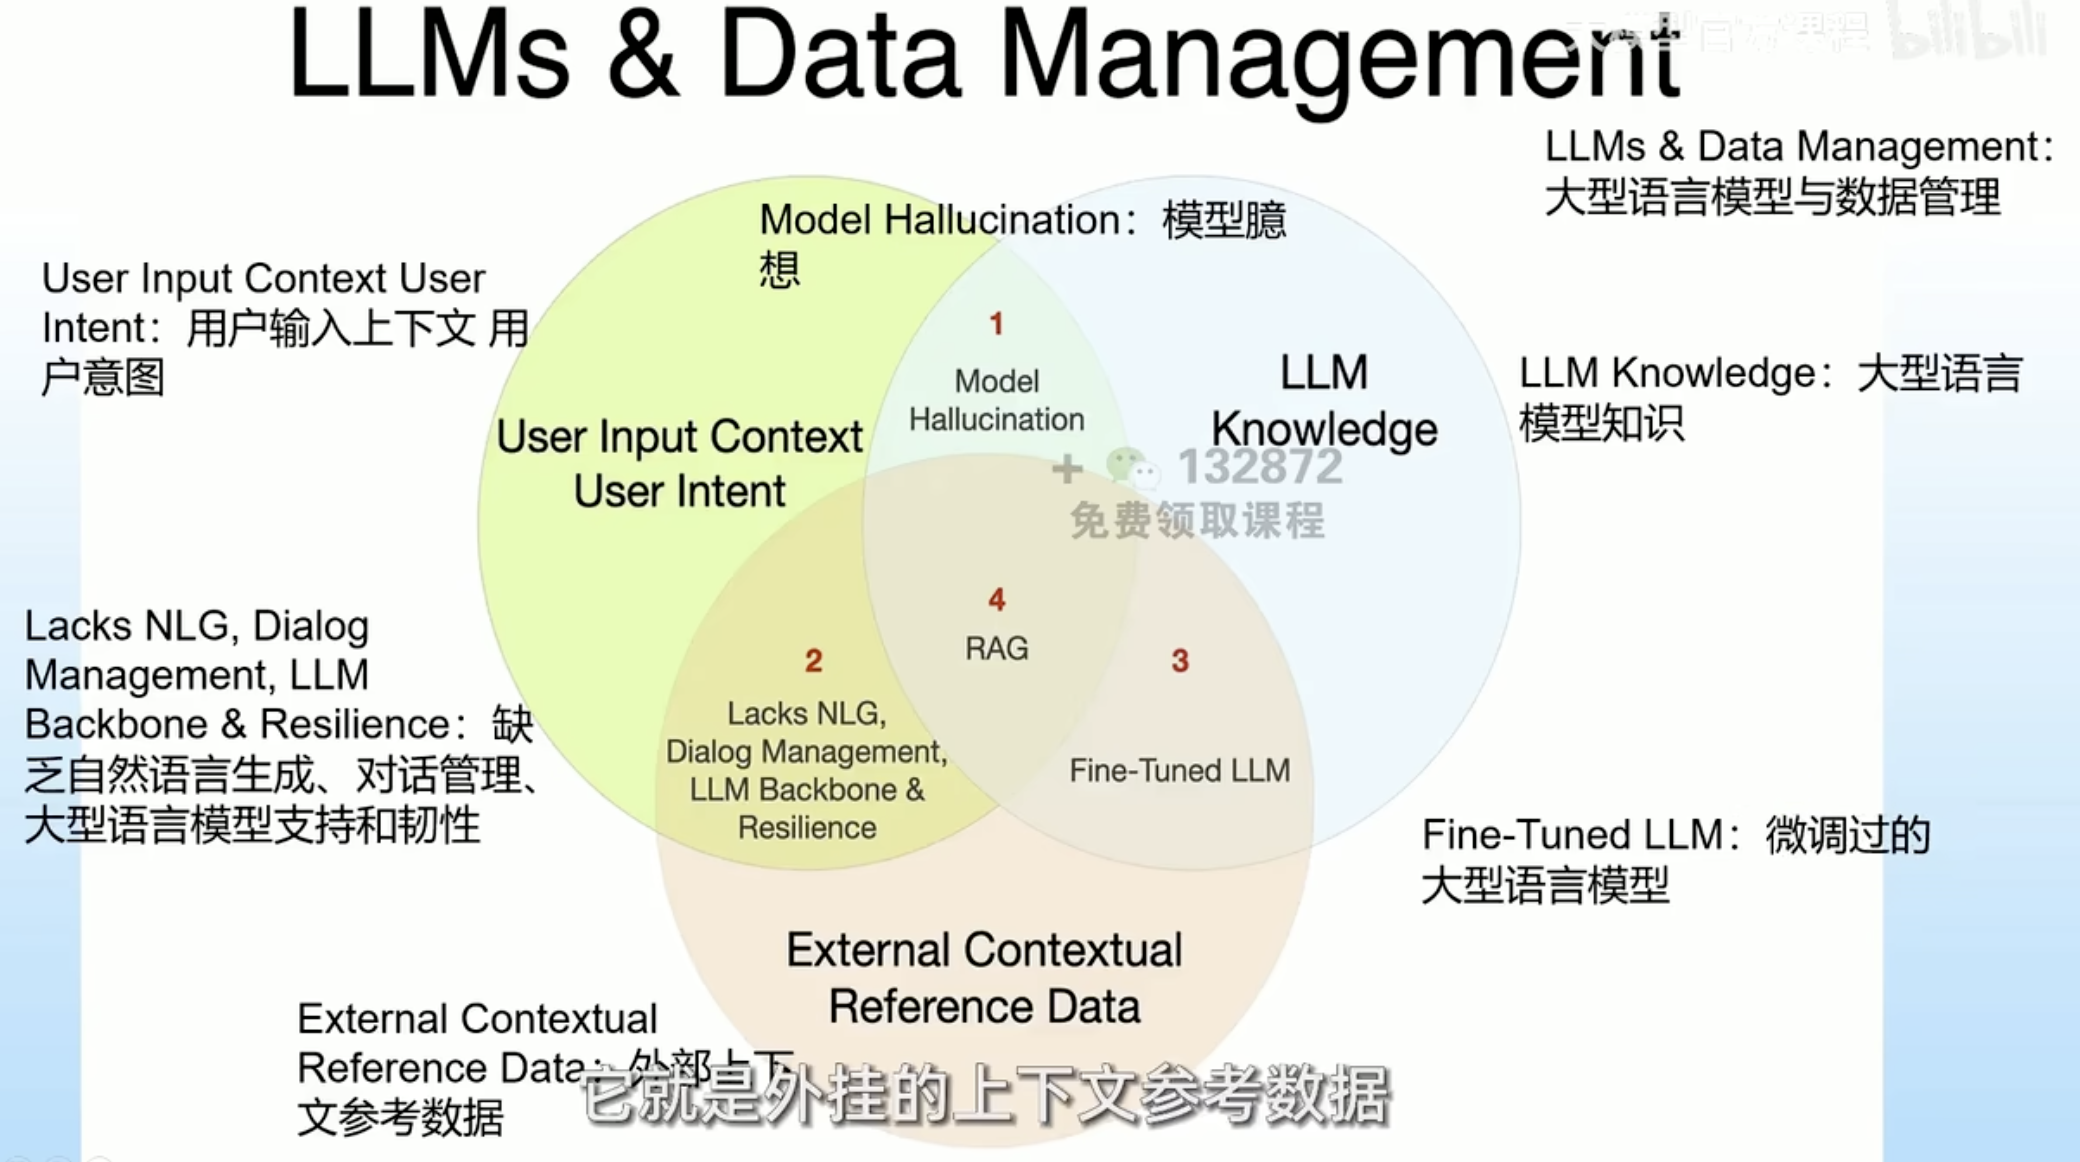 LLMs & Data Management
bilibili
LLMs & Data Management：
大型语言模型与数据管理
Model Hallucination：模型臆
想
User Input Context User
Intent：用户输入上下文 用
户意图
1
Model
Hallucination
LLM
Knowledge
LLM Knowledge：大型语言
模型知识
User Input Context
User Intent
+ 132872
免费领取课程
4
RAG
2
Lacks NLG,
Dialog Management,
LLM Backbone &
Resilience
3
Fine-Tuned LLM
Lacks NLG, Dialog
Management, LLM
Backbone & Resilience：缺
乏自然语言生成、对话管理、
大型语言模型支持和韧性
Fine-Tuned LLM：微调过的
大型语言模型
External Contextual
Reference Data
External Contextual
Reference Data：外部上下
文参考数据
它就是外挂的上下文参考数据